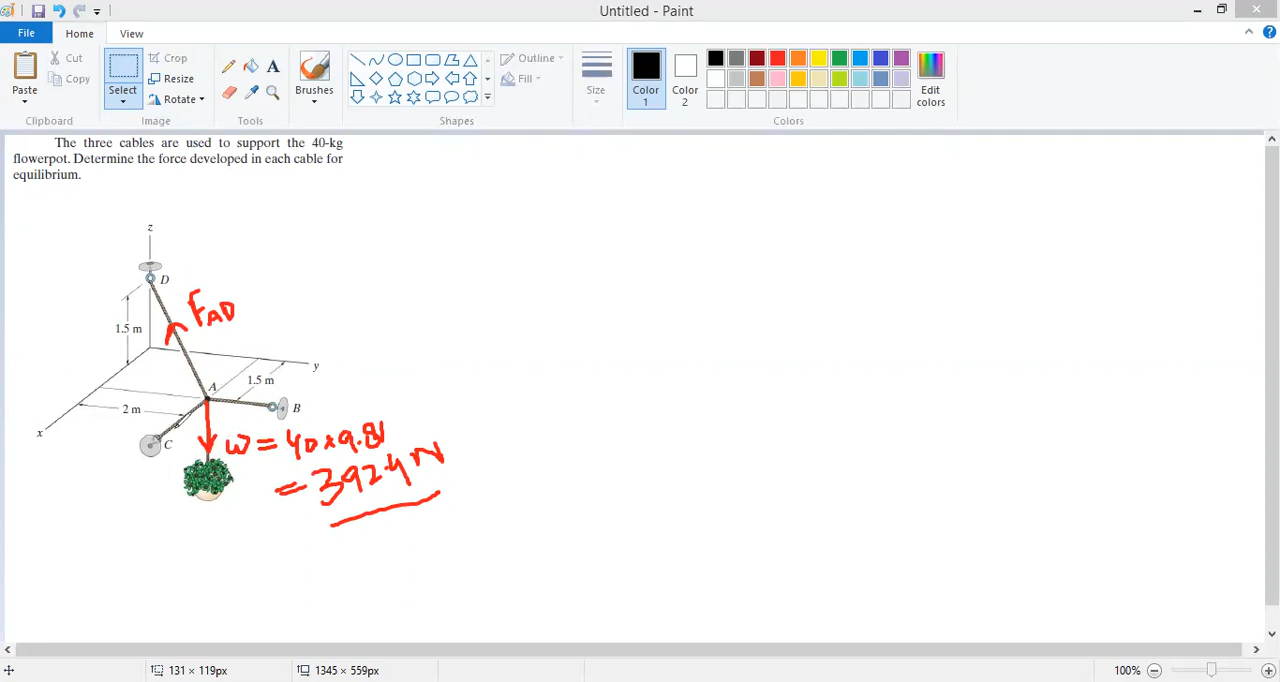 Untitled - Paint
File Home View
Paste
Cut
Copy
Clipboard
Select
Crop
Resize
Rotate
Image
A
Tools
Brushes
Shapes
Outline
Fill
Size
Color 1
Color 2
Edit colors
Colors
The three cables are used to support the 40-kg
flowerpot. Determine the force developed in each cable for
equilibrium.
z
D
FAD
1.5 m
y
A
1.5 m
2 m
B
x
C
W = 40 x 9.81
= 392.4 N
131 × 119px
1345 × 559px
100%